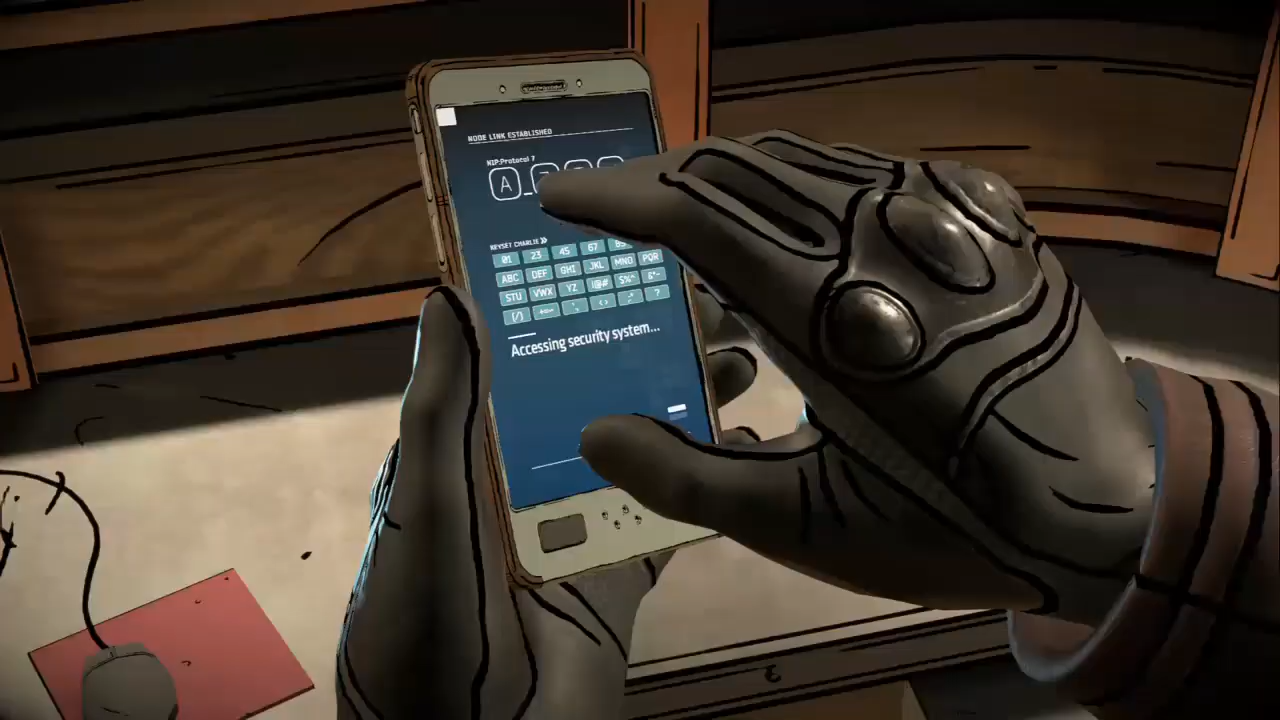 NODE LINK ESTABLISHED
NIP:Protocol 7
A
KEYSET CHARLIE »
01 23 45 67 89
ABC DEF GHI JKL MNO PQR
STU VWX YZ !@# $%^ &*-
[/] +=~ < > ?
Accessing security system...